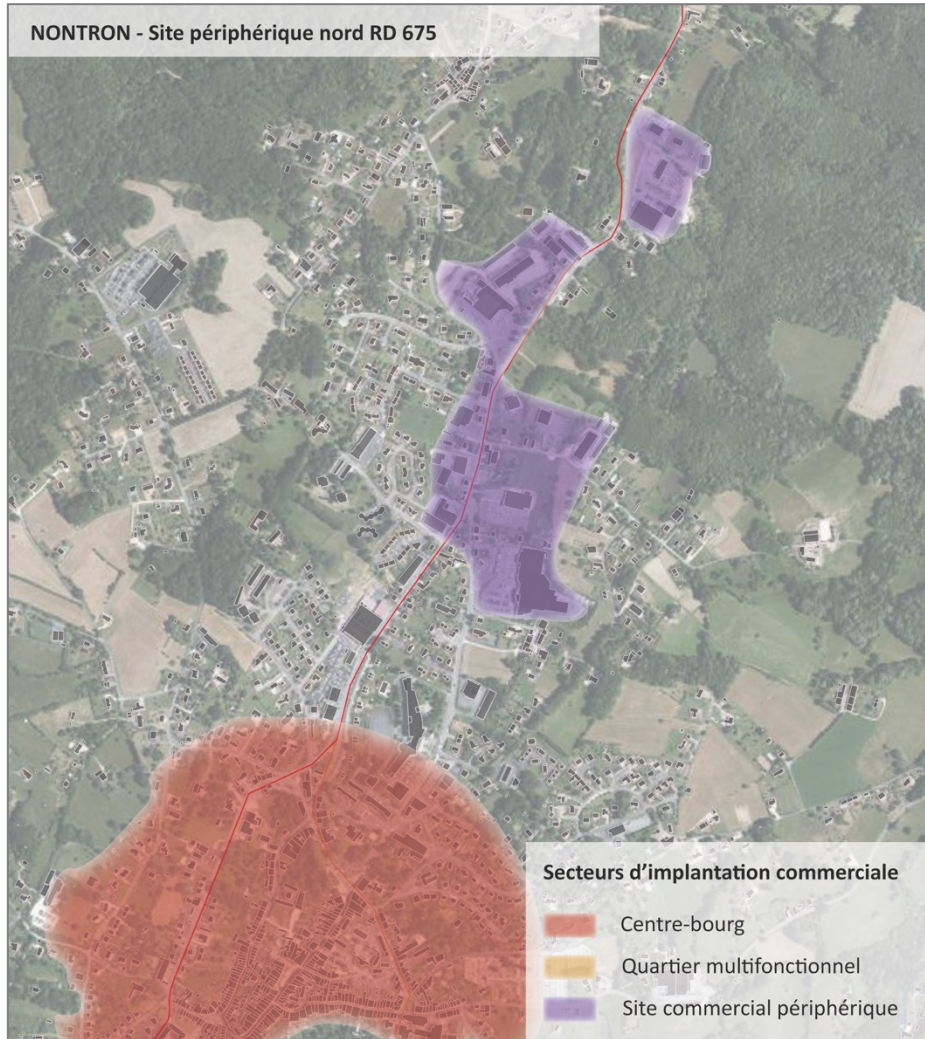 NONTRON - Site périphérique nord RD 675
Secteurs d'implantation commerciale
Centre-bourg
Quartier multifonctionnel
Site commercial périphérique